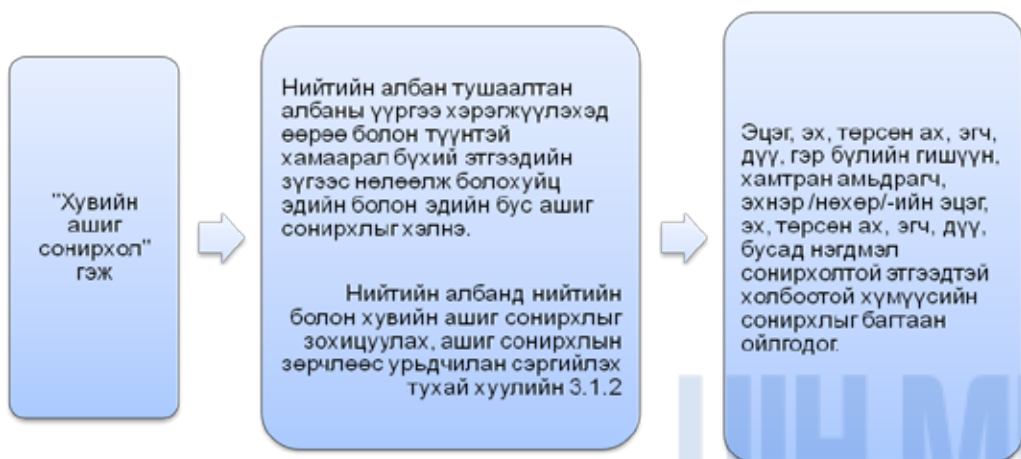 "Хувийн
ашиг
сонирхол"
гэж
Нийтийн албан тушаалтан
албаны үүргээ хэрэгжүүлэхэд
өөрөө болон түүнтэй
хамаарал бүхий этгээдийн
зүгээс нөлөөлж болохуйц
эдийн болон эдийн бус ашиг
сонирхлыг хэлнэ.
Нийтийн албанд нийтийн
болон хувийн ашиг сонирхлыг
зохицуулах, ашиг сонирхлын
зөрчлөөс урьдчилан сэргийлэх
тухай хуулийн 3.1.2
Эцэг, эх, төрсөн ах, эгч,
дүү, гэр бүлийн гишүүн,
хамтран амьдрагч,
эхнэр /нөхөр/-ийн эцэг,
эх, төрсөн ах, эгч, дүү,
бусад нэгдмэл
сонирхолтой этгээдтэй
холбоотой хүмүүсийн
сонирхлыг багтаан
ойлгодог.